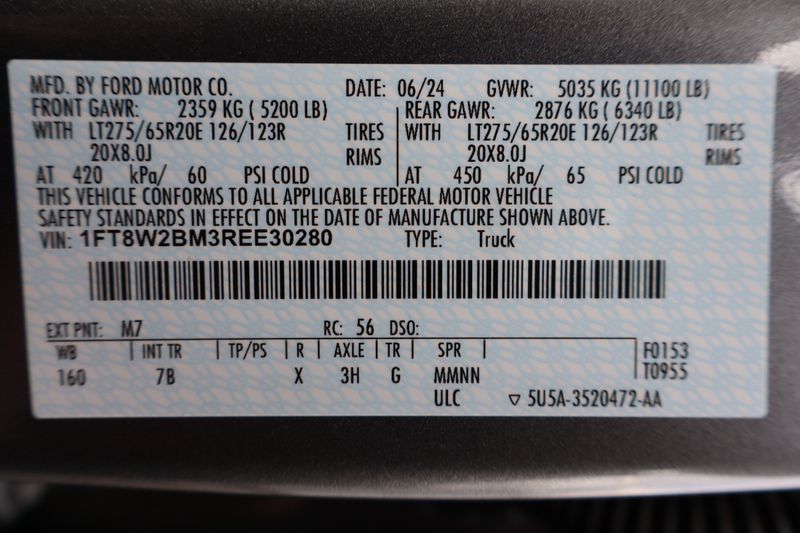 MFD. BY FORD MOTOR CO. DATE: 06/24 GVWR: 5035 KG (11100 LB)
FRONT GAWR: 2359 KG ( 5200 LB) REAR GAWR: 2876 KG ( 6340 LB)
WITH LT275/65R20E 126/123R TIRES WITH LT275/65R20E 126/123R TIRES
20X8.0J RIMS 20X8.0J RIMS
AT 420 kPa/ 60 PSI COLD AT 450 kPa/ 65 PSI COLD
THIS VEHICLE CONFORMS TO ALL APPLICABLE FEDERAL MOTOR VEHICLE
SAFETY STANDARDS IN EFFECT ON THE DATE OF MANUFACTURE SHOWN ABOVE.
VIN: 1FT8W2BM3REE30280 TYPE: Truck
EXT PNT: M7 RC: 56 DSO:
WB INT TR TP/PS R AXLE TR SPR F0153
160 7B X 3H G MMNN T0955
ULC ▽ 5U5A-3520472-AA